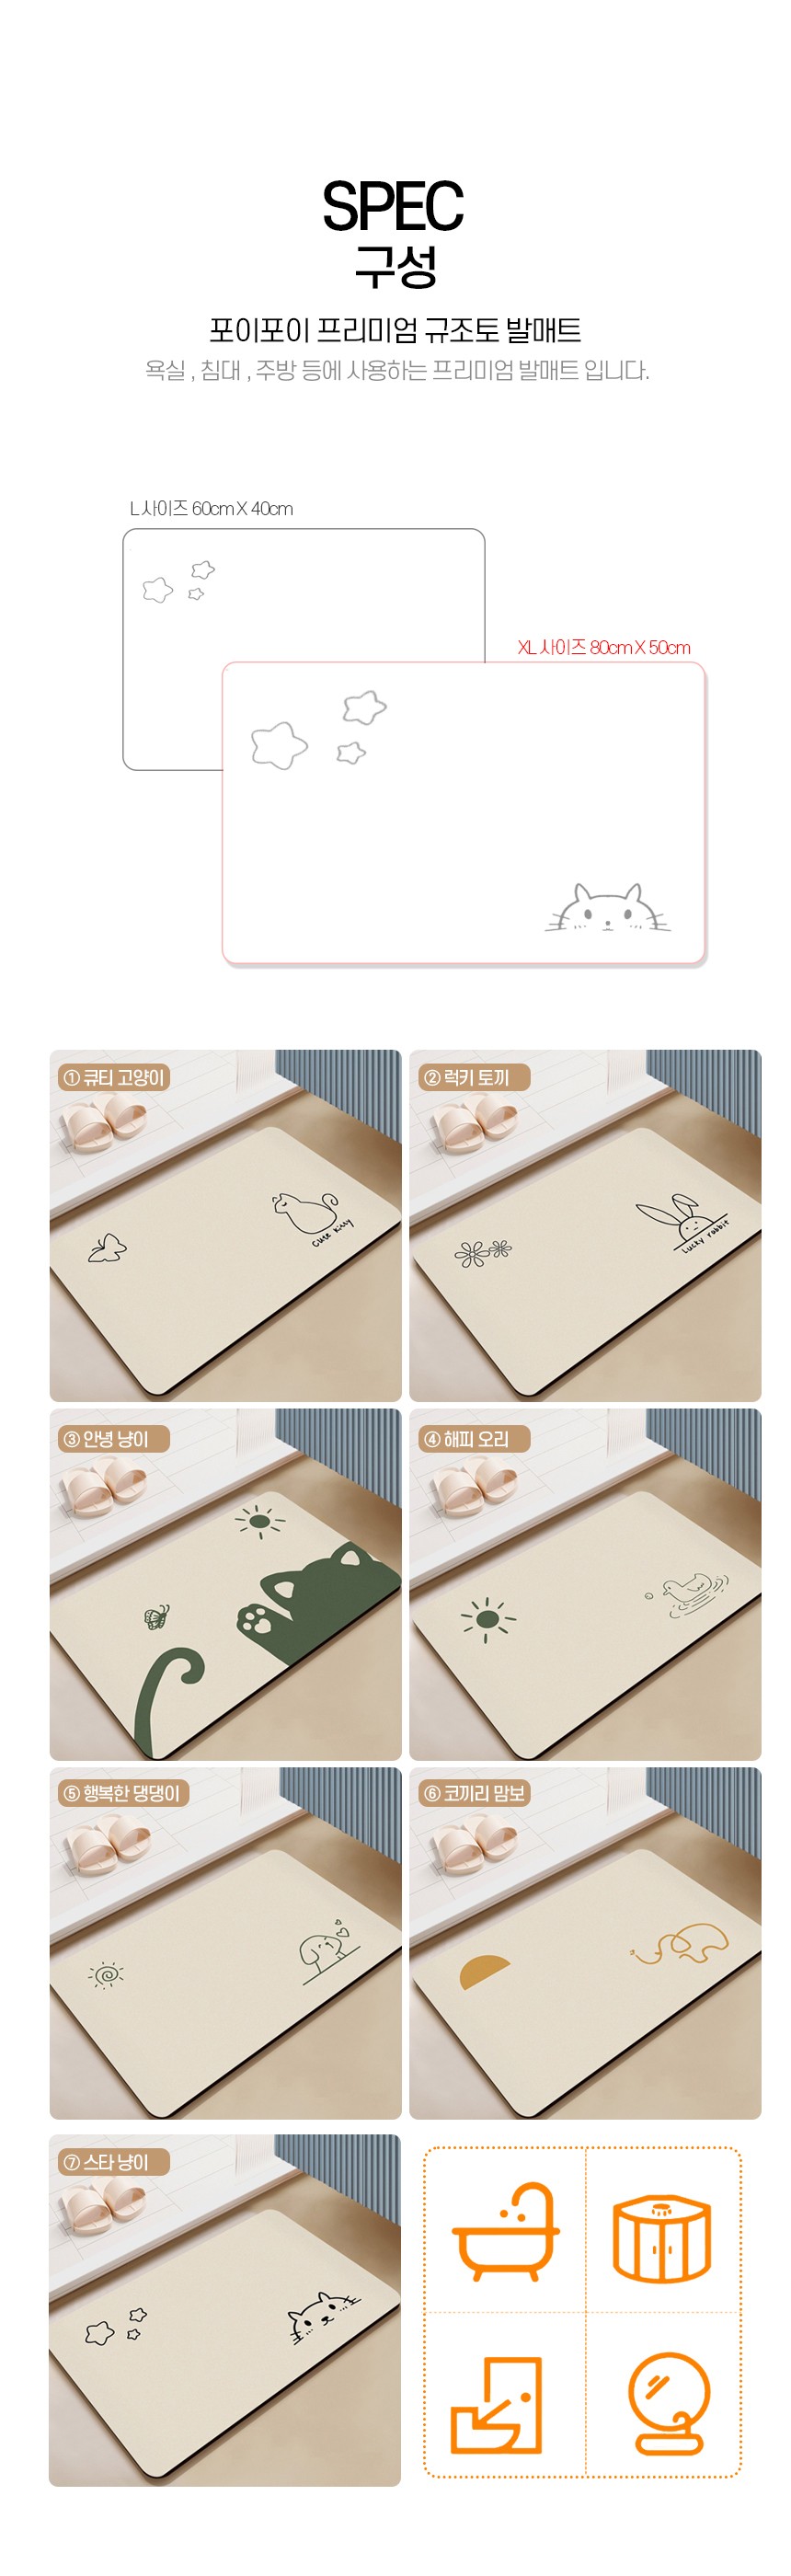 SPEC
구성
포이포이 프리미엄 규조토 발매트
욕실 , 침대 , 주방 등에 사용하는 프리미엄 발매트 입니다.
L 사이즈 60cm X 40cm
XL 사이즈 80cm X 50cm
① 큐티 고양이
② 럭키 토끼
Cute Kitty
Lucky rabbit
③ 안녕 냥이
④ 해피 오리
⑤ 행복한 댕댕이
⑥ 코끼리 맘보
⑦ 스타 냥이